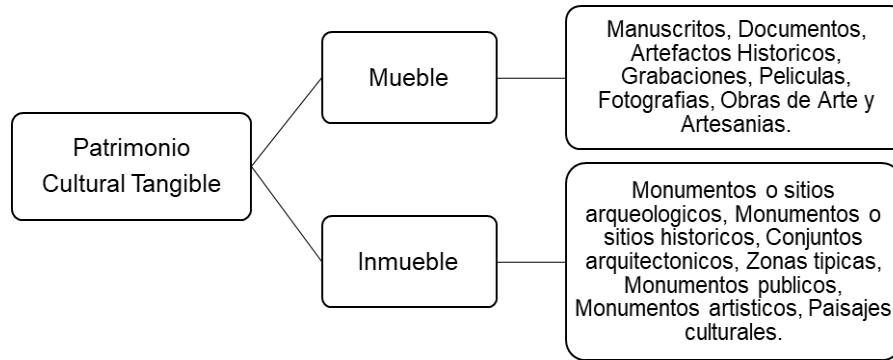 Patrimonio
Cultural Tangible
Mueble
Manuscritos, Documentos,
Artefactos Historicos,
Grabaciones, Peliculas,
Fotografias, Obras de Arte y
Artesanias.
Inmueble
Monumentos o sitios
arqueologicos, Monumentos o
sitios historicos, Conjuntos
arquitectonicos, Zonas tipicas,
Monumentos publicos,
Monumentos artisticos, Paisajes
culturales.